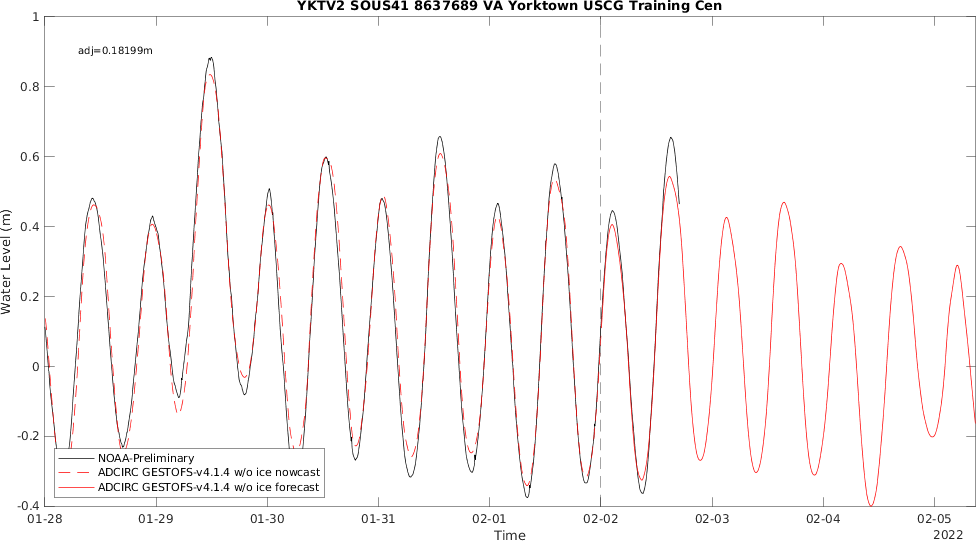 YKTV2 SOUS41 8637689 VA Yorktown USCG Training Cen
adj=0.18199m
1
0.8
0.6
0.4
0.2
0
-0.2
-0.4
Water Level (m)
NOAA-Preliminary
ADCIRC GESTOFS-v4.1.4 w/o ice nowcast
ADCIRC GESTOFS-v4.1.4 w/o ice forecast
01-28 01-29 01-30 01-31 02-01 02-02 02-03 02-04 02-05
Time
2022